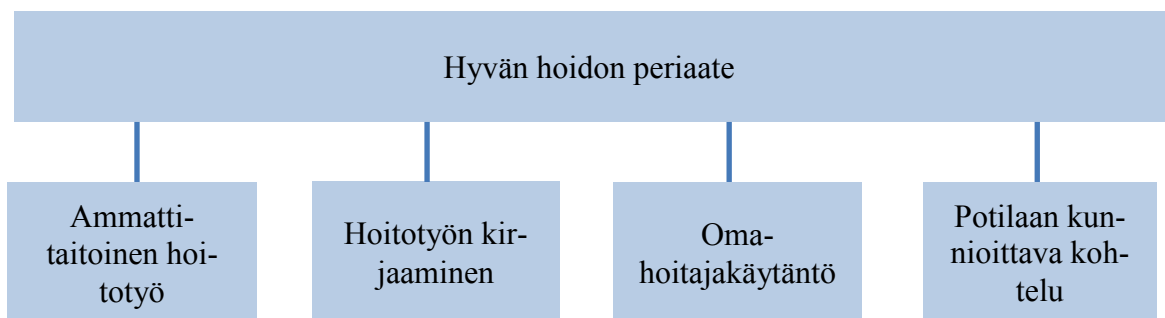 Hyvän hoidon periaate
Ammatti-
taitoinen hoi-
totyö
Hoitotyön kir-
jaaminen
Oma-
hoitajakäytäntö
Potilaan kun-
nioittava koh-
telu